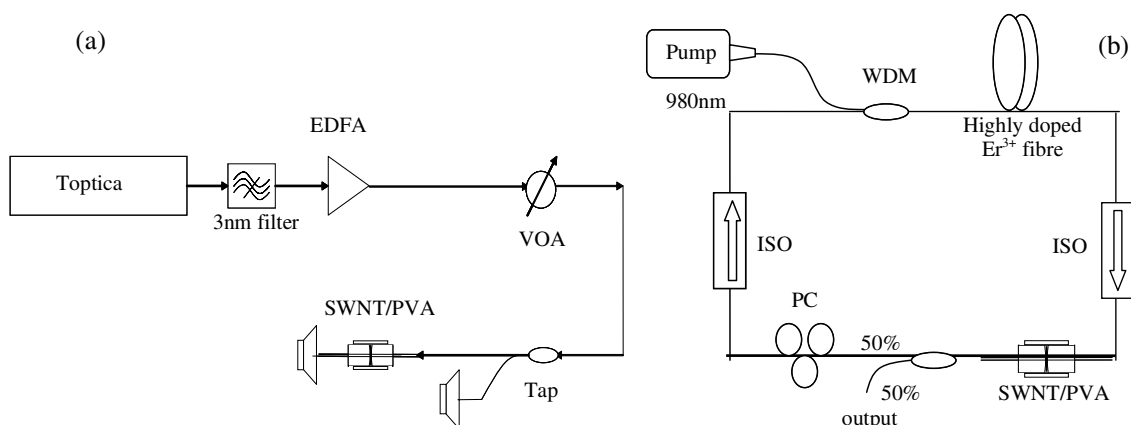 (a)
Toptica
3nm filter
EDFA
VOA
SWNT/PVA
Tap
(b)
Pump
980nm
WDM
Highly doped
Er³⁺ fibre
ISO
ISO
PC
50%
50%
output
SWNT/PVA